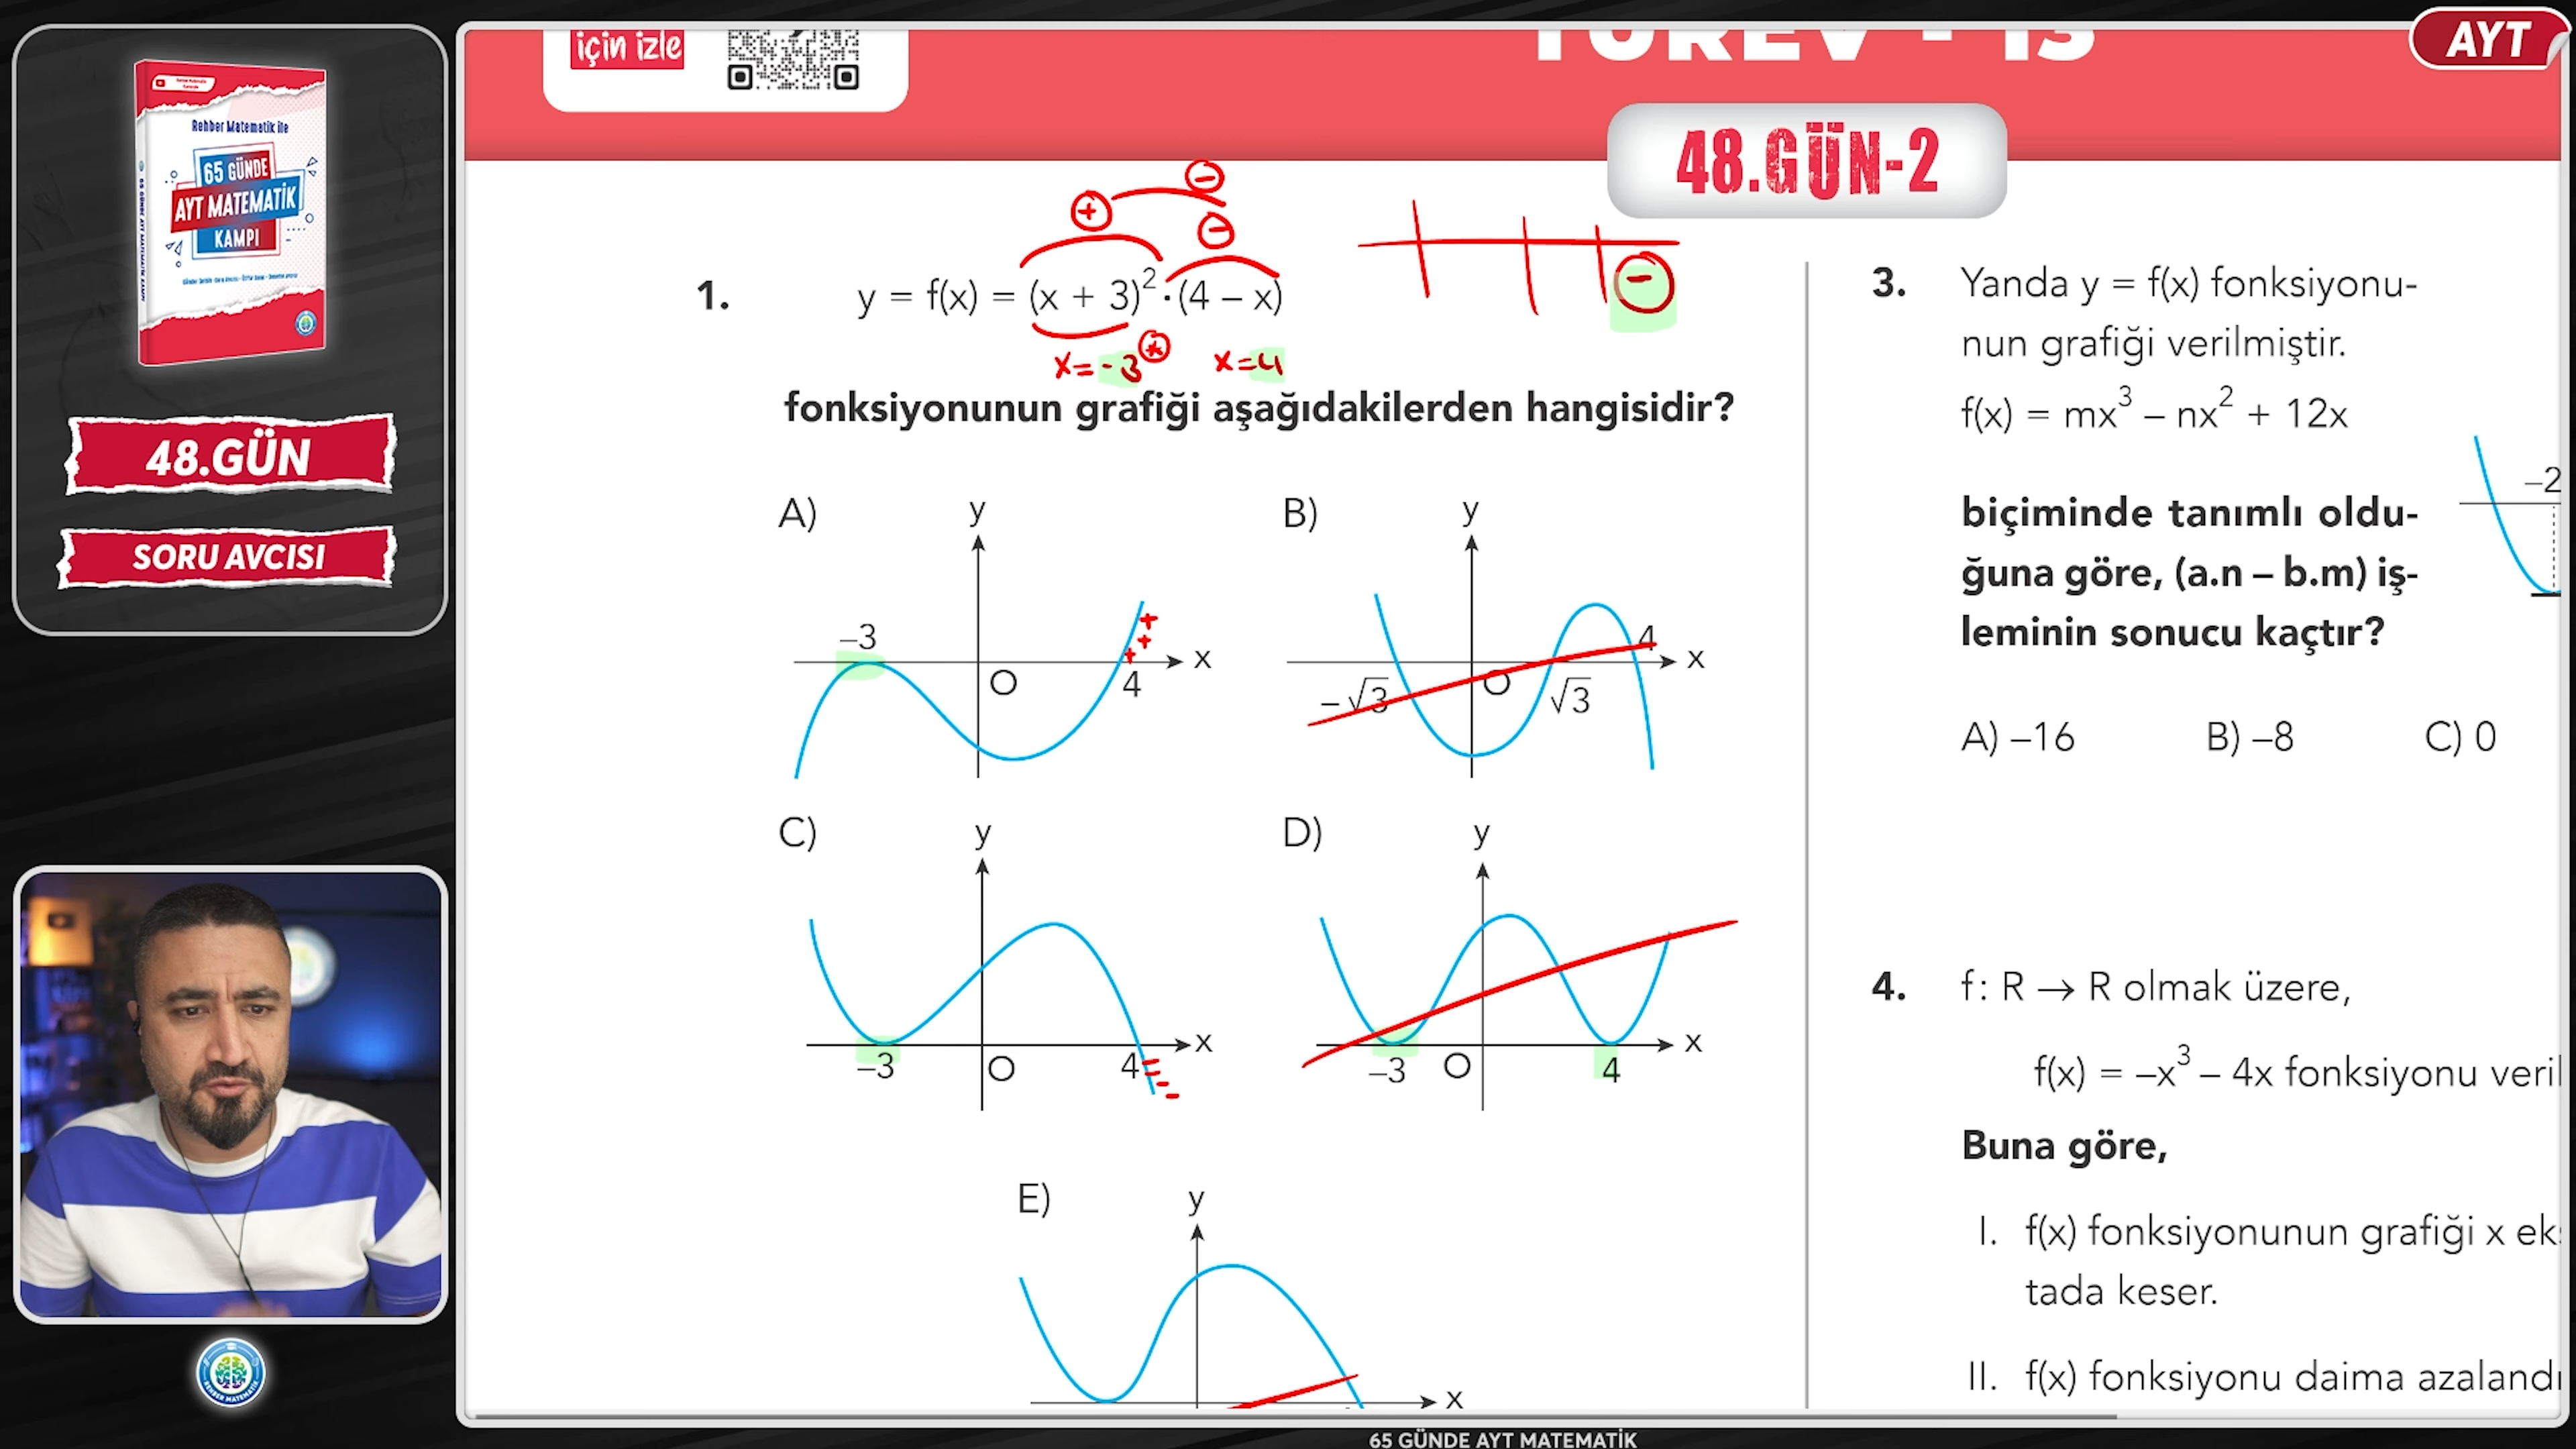 Rehber Matematik ile
65 GÜNDE
AYT MATEMATİK
KAMPI
48.GÜN
SORU AVCISI
REHBER MATEMATİK
için izle
TÜREV - 13
AYT
48.GÜN-2
1. y = f(x) = (x + 3)² · (4 – x)
+ – –
–
x = -3 x = 4
fonksiyonunun grafiği aşağıdakilerden hangisidir?
A) y x O –3 4
+ + +
B) y x O –√3 √3 4
C) y x O –3 4
D) y x O –3 4
E) y x
3. Yanda y = f(x) fonksiyonu-
nun grafiği verilmiştir.
f(x) = mx³ – nx² + 12x
–2
biçiminde tanımlı oldu-
ğuna göre, (a.n – b.m) iş-
leminin sonucu kaçtır?
A) –16 B) –8 C) 0
4. f: R → R olmak üzere,
f(x) = –x³ – 4x fonksiyonu veril
Buna göre,
I. f(x) fonksiyonunun grafiği x ek
tada keser.
II. f(x) fonksiyonu daima azalandı
65 GÜNDE AYT MATEMATİK